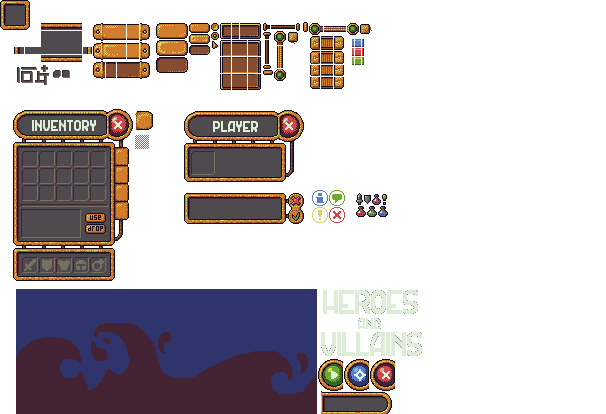 INVENTORY
PLAYER
use
drop
HEROES
AND
VILLAINS